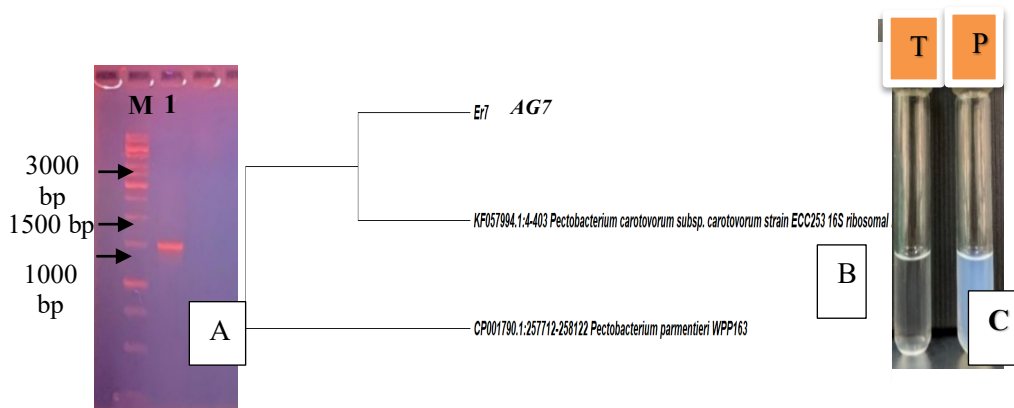 T P
M 1
Er7 AG7
3000
bp
1500 bp
KF057994.1:4-403 Pectobacterium carotovorum subsp. carotovorum strain ECC253 16S ribosomal
1000
bp
A
B
C
CP001790.1:257712-258122 Pectobacterium parmentieri WPP163